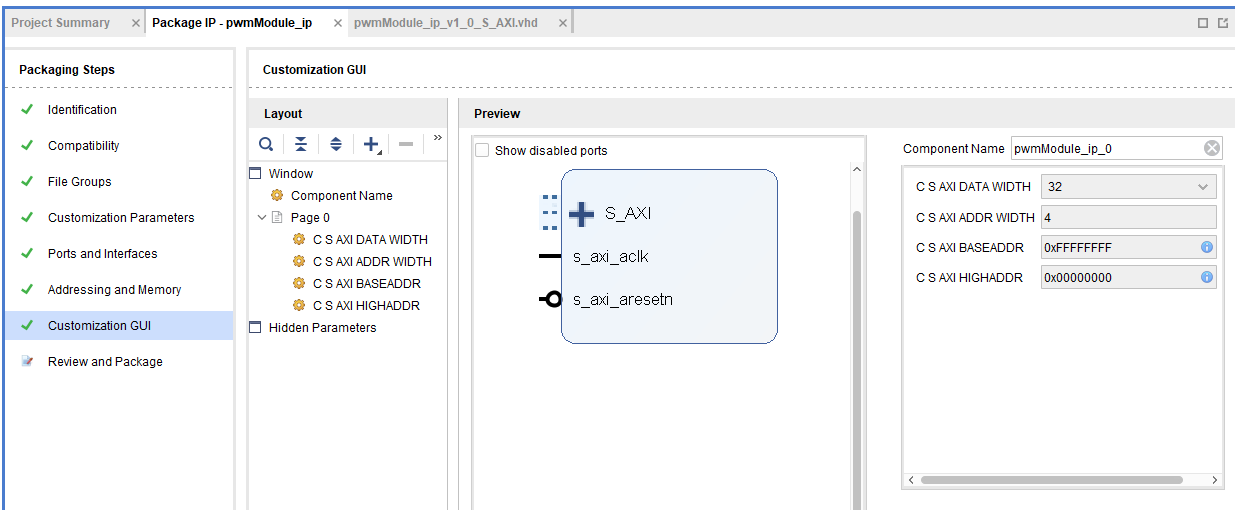 Project Summary × Package IP - pwmModule_ip × pwmModule_ip_v1_0_S_AXI.vhd ×
Packaging Steps
Identification
Compatibility
File Groups
Customization Parameters
Ports and Interfaces
Addressing and Memory
Customization GUI
Review and Package
Customization GUI
Layout
»
Window
Component Name
Page 0
C S AXI DATA WIDTH
C S AXI ADDR WIDTH
C S AXI BASEADDR
C S AXI HIGHADDR
Hidden Parameters
Preview
Show disabled ports
S_AXI
s_axi_aclk
s_axi_aresetn
Component Name pwmModule_ip_0
C S AXI DATA WIDTH 32
C S AXI ADDR WIDTH 4
C S AXI BASEADDR 0xFFFFFFFF
C S AXI HIGHADDR 0x00000000